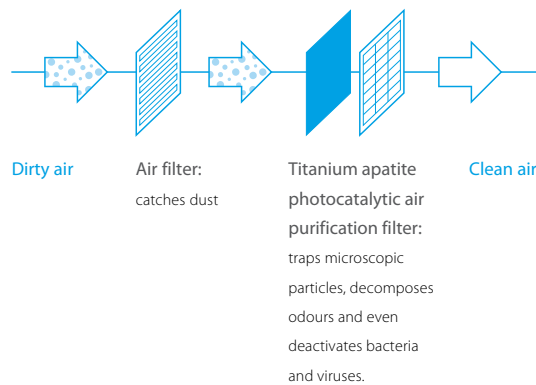 Dirty air
Air filter:
catches dust
Titanium apatite
photocatalytic air
purification filter:
traps microscopic
particles, decomposes
odours and even
deactivates bacteria
and viruses.
Clean air